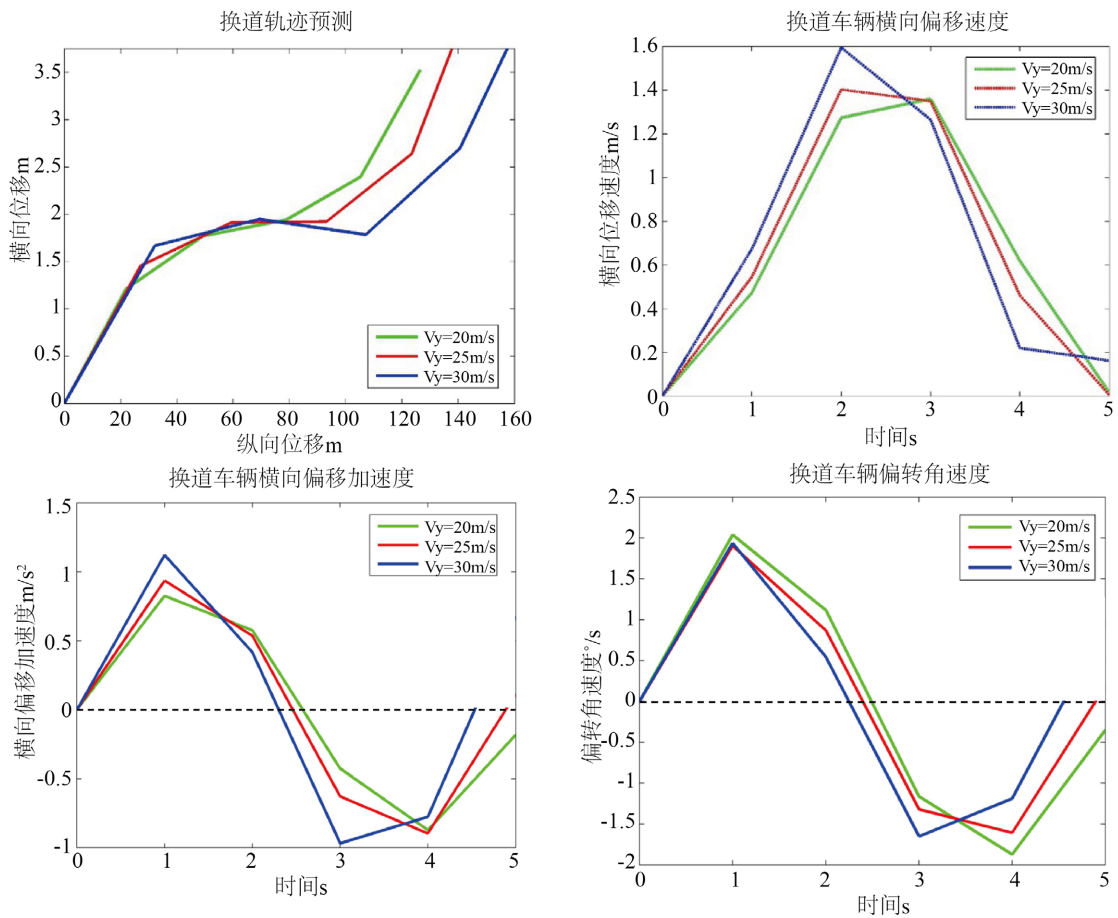 换道轨迹预测
横向位移m
3.5
3
2.5
2
1.5
1
0.5
0
Vy=20m/s
Vy=25m/s
Vy=30m/s
0 20 40 60 80 100 120 140 160
纵向位移m
换道车辆横向偏移速度
横向位移速度m/s
1.6
1.4
1.2
1
0.8
0.6
0.4
0.2
0
Vy=20m/s
Vy=25m/s
Vy=30m/s
0 1 2 3 4 5
时间s
换道车辆横向偏移加速度
横向偏移加速度m/s²
1.5
1
0.5
0
-0.5
-1
Vy=20m/s
Vy=25m/s
Vy=30m/s
0 1 2 3 4 5
时间s
换道车辆偏转角速度
偏转角速度°/s
2.5
2
1.5
1
0.5
0
-0.5
-1
-1.5
-2
Vy=20m/s
Vy=25m/s
Vy=30m/s
0 1 2 3 4 5
时间s